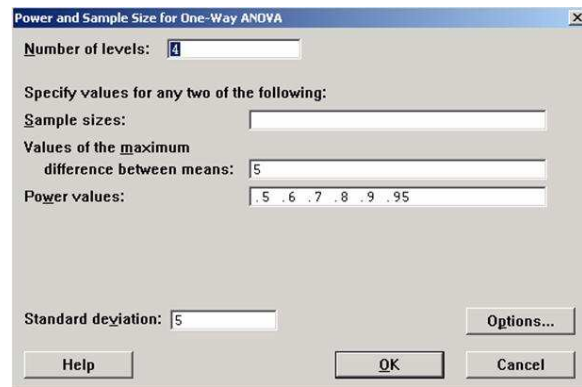 Power and Sample Size for One-Way ANOVA
Number of levels: 4
Specify values for any two of the following:
Sample sizes:
Values of the maximum
difference between means: 5
Power values: .5 .6 .7 .8 .9 .95
Standard deviation: 5
Options...
Help OK Cancel